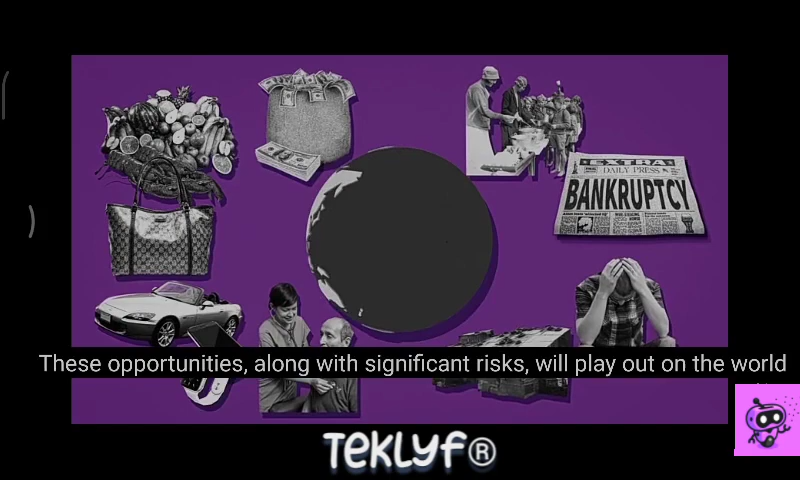 EXTRA
DAILY PRESS
BANKRUPTCY
These opportunities, along with significant risks, will play out on the world
TEKLYF®